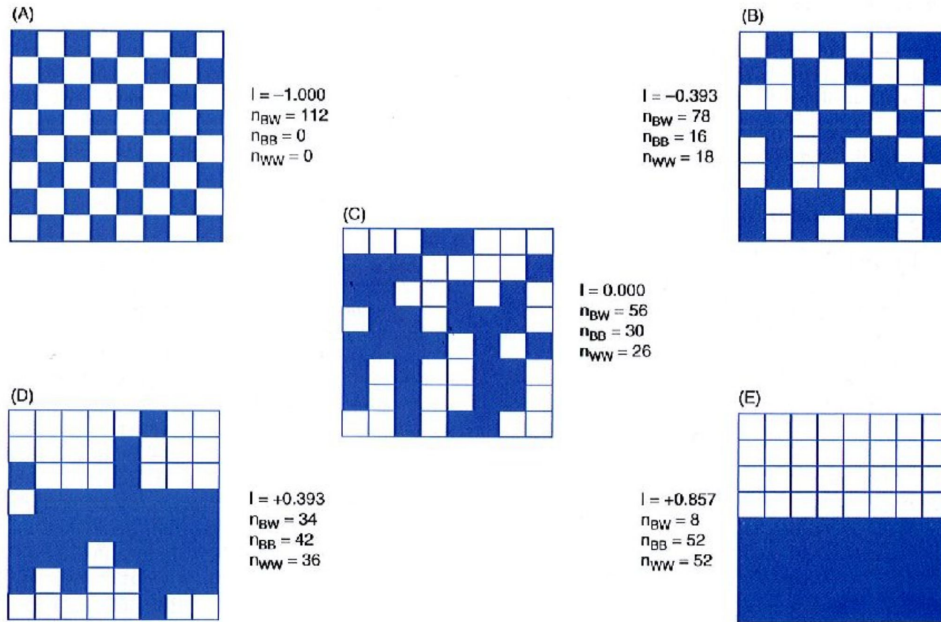 (A)
I = –1.000
nBW = 112
nBB = 0
nWW = 0
(B)
I = –0.393
nBW = 78
nBB = 16
nWW = 18
(C)
I = 0.000
nBW = 56
nBB = 30
nWW = 26
(D)
I = +0.393
nBW = 34
nBB = 42
nWW = 36
(E)
I = +0.857
nBW = 8
nBB = 52
nWW = 52